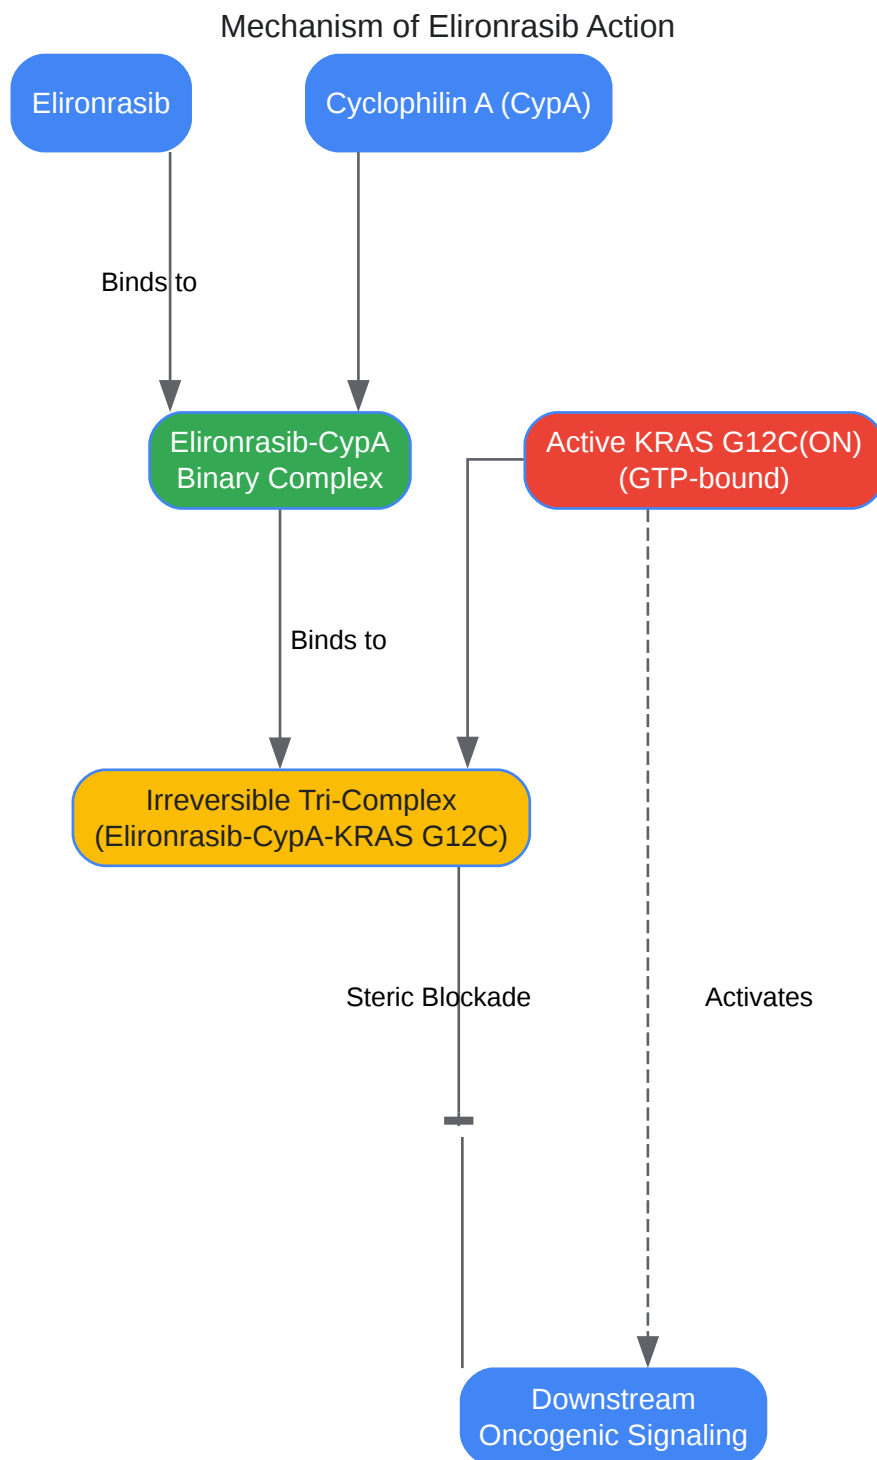 Mechanism of Elironrasib Action
Elironrasib
Cyclophilin A (CypA)
Binds to
Elironrasib-CypA
Binary Complex
Active KRAS G12C(ON)
(GTP-bound)
Binds to
Irreversible Tri-Complex
(Elironrasib-CypA-KRAS G12C)
Steric Blockade
Activates
Downstream
Oncogenic Signaling